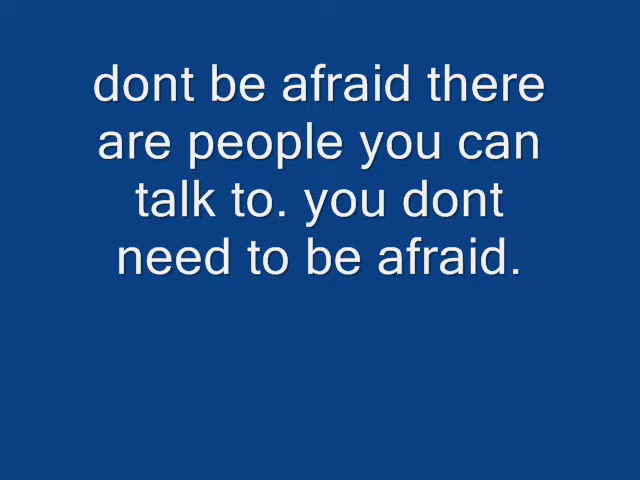 dont be afraid there
are people you can
talk to. you dont
need to be afraid.